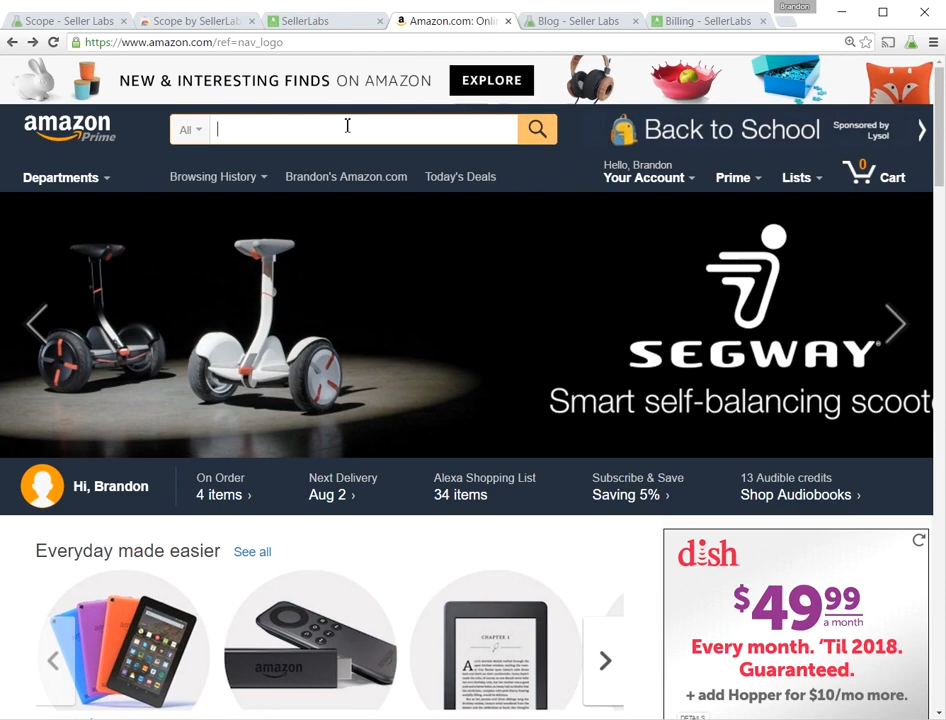 Brandon
Scope - Seller Labs
Scope by SellerLabs
SellerLabs
Amazon.com: Onli
Blog - Seller Labs
Billing - SellerLabs
https://www.amazon.com/ref=nav_logo
NEW & INTERESTING FINDS ON AMAZON
EXPLORE
amazon
Prime
All
Back to School
Sponsored by
Lysol
Departments
Browsing History
Brandon's Amazon.com
Today's Deals
Hello, Brandon
Your Account
Prime
Lists
0
Cart
SEGWAY
Smart self-balancing scoot
Hi, Brandon
On Order
4 items
Next Delivery
Aug 2
Alexa Shopping List
34 items
Subscribe & Save
Saving 5%
13 Audible credits
Shop Audiobooks
Everyday made easier
See all
amazon
CHAPTER 1
dish
$49.99
a month
Every month. ‘Til 2018.
Guaranteed.
+ add Hopper for $10/mo more.
DETAILS